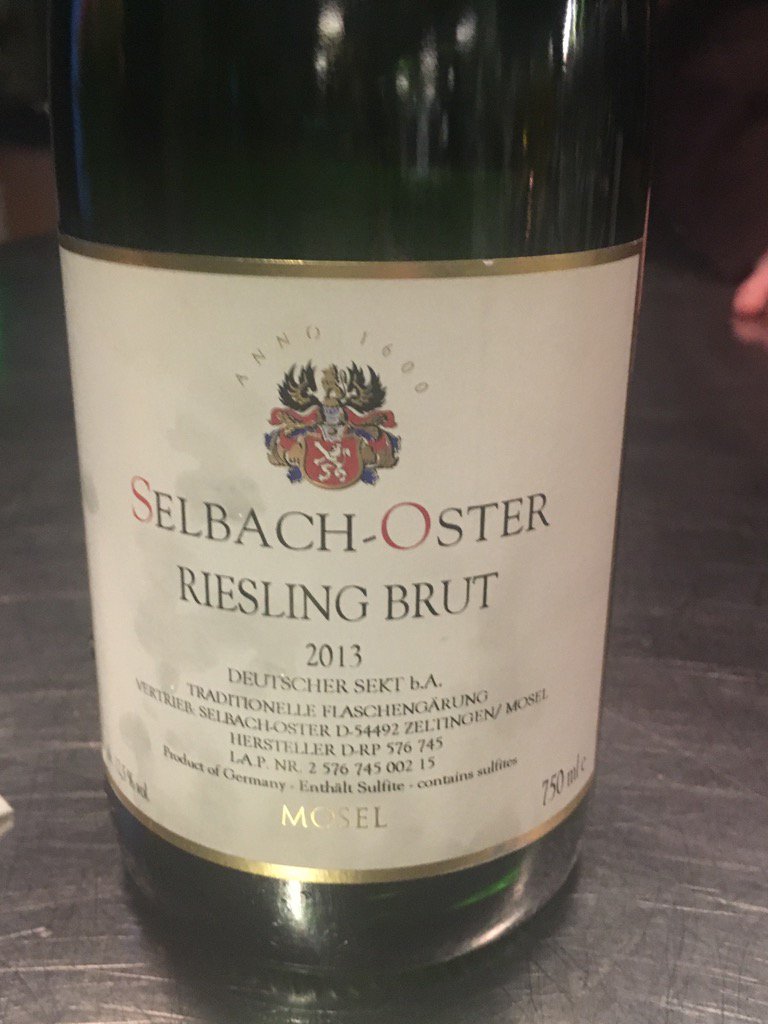 ANNO 1600
SELBACH-OSTER
RIESLING BRUT
2013
DEUTSCHER SEKT b.A.
TRADITIONELLE FLASCHENGÄRUNG
VERTRIEB: SELBACH-OSTER D-54492 ZELTINGEN/ MOSEL
HERSTELLER D-RP 576 745
L.A.P. NR. 2 576 745 002 15
Product of Germany - Enthält Sulfite - contains sulfites
% vol
750 ml e
MOSEL